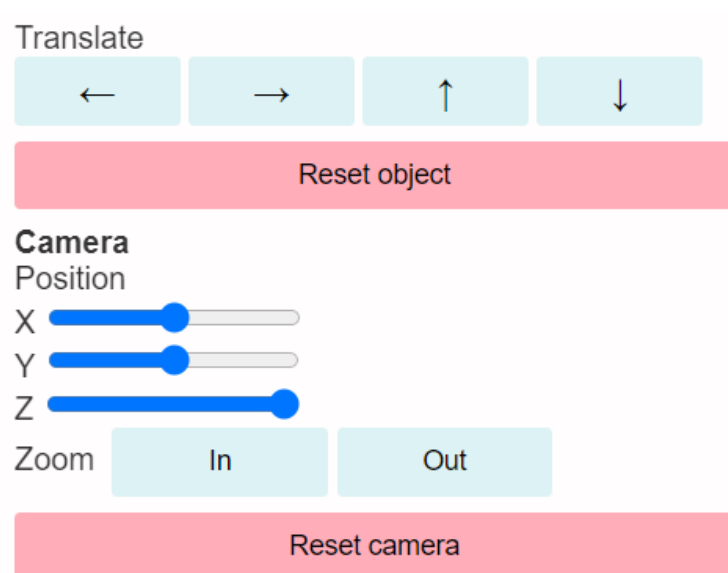 Translate
← → ↑ ↓
Reset object
Camera
Position
X
Y
Z
Zoom In Out
Reset camera